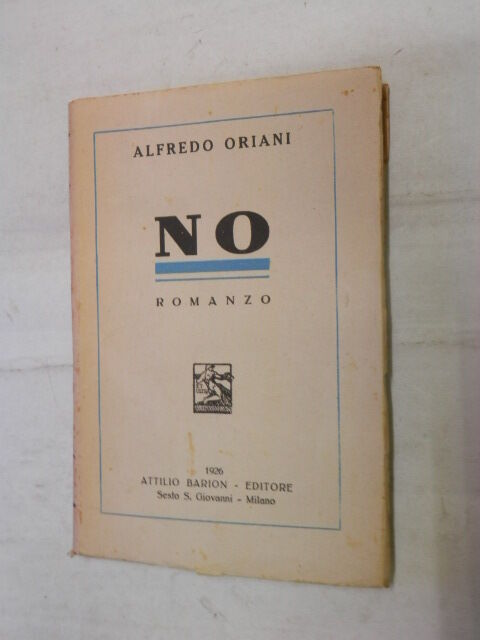 ALFREDO ORIANI
NO
ROMANZO
1926
ATTILIO BARION - EDITORE
Sesto S. Giovanni - Milano